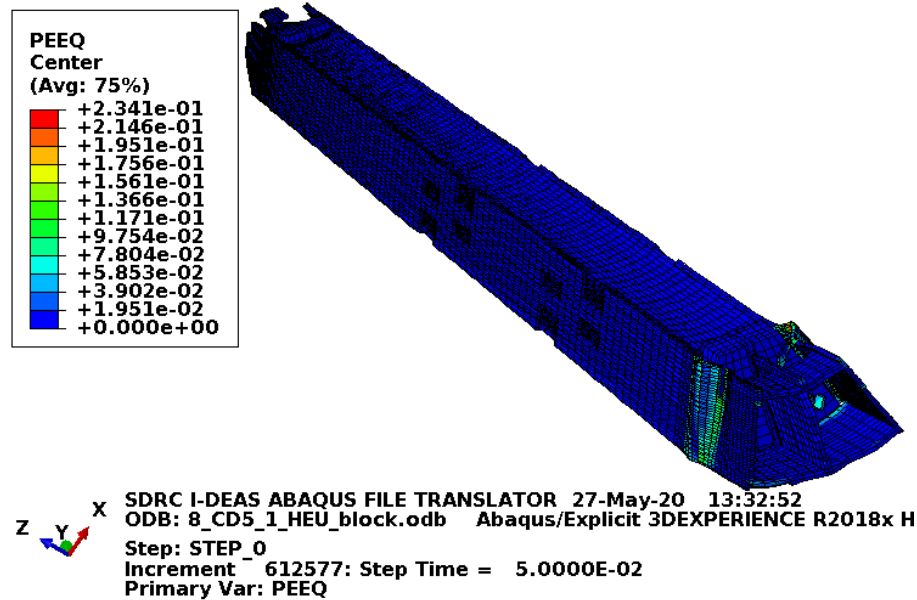 PEEQ
Center
(Avg: 75%)
+2.341e-01
+2.146e-01
+1.951e-01
+1.756e-01
+1.561e-01
+1.366e-01
+1.171e-01
+9.754e-02
+7.804e-02
+5.853e-02
+3.902e-02
+1.951e-02
+0.000e+00
Z Y X
SDRC I-DEAS ABAQUS FILE TRANSLATOR 27-May-20 13:32:52
ODB: 8_CD5_1_HEU_block.odb Abaqus/Explicit 3DEXPERIENCE R2018x H
Step: STEP_0
Increment 612577: Step Time = 5.0000E-02
Primary Var: PEEQ